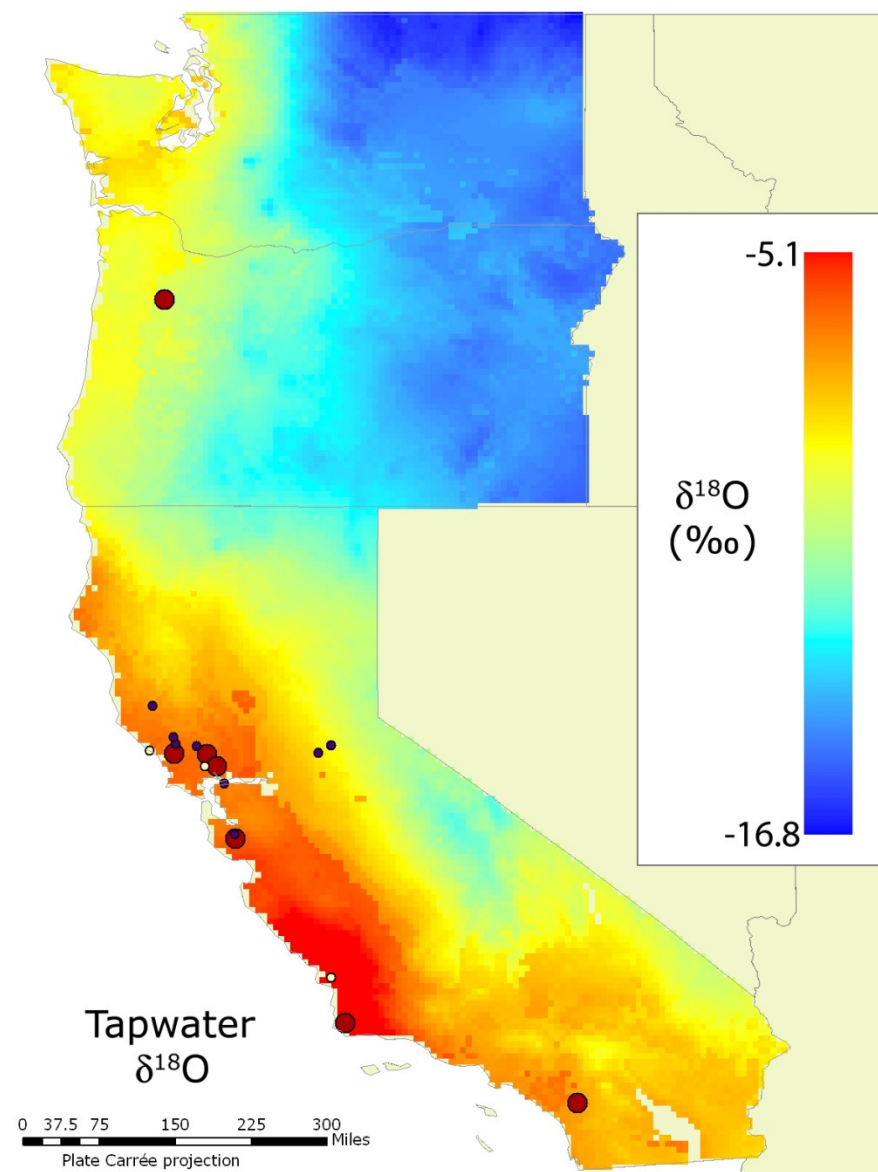 -5.1
δ¹⁸O
(‰)
-16.8
Tapwater
δ¹⁸O
0 37.5 75 150 225 300
Miles
Plate Carrée projection